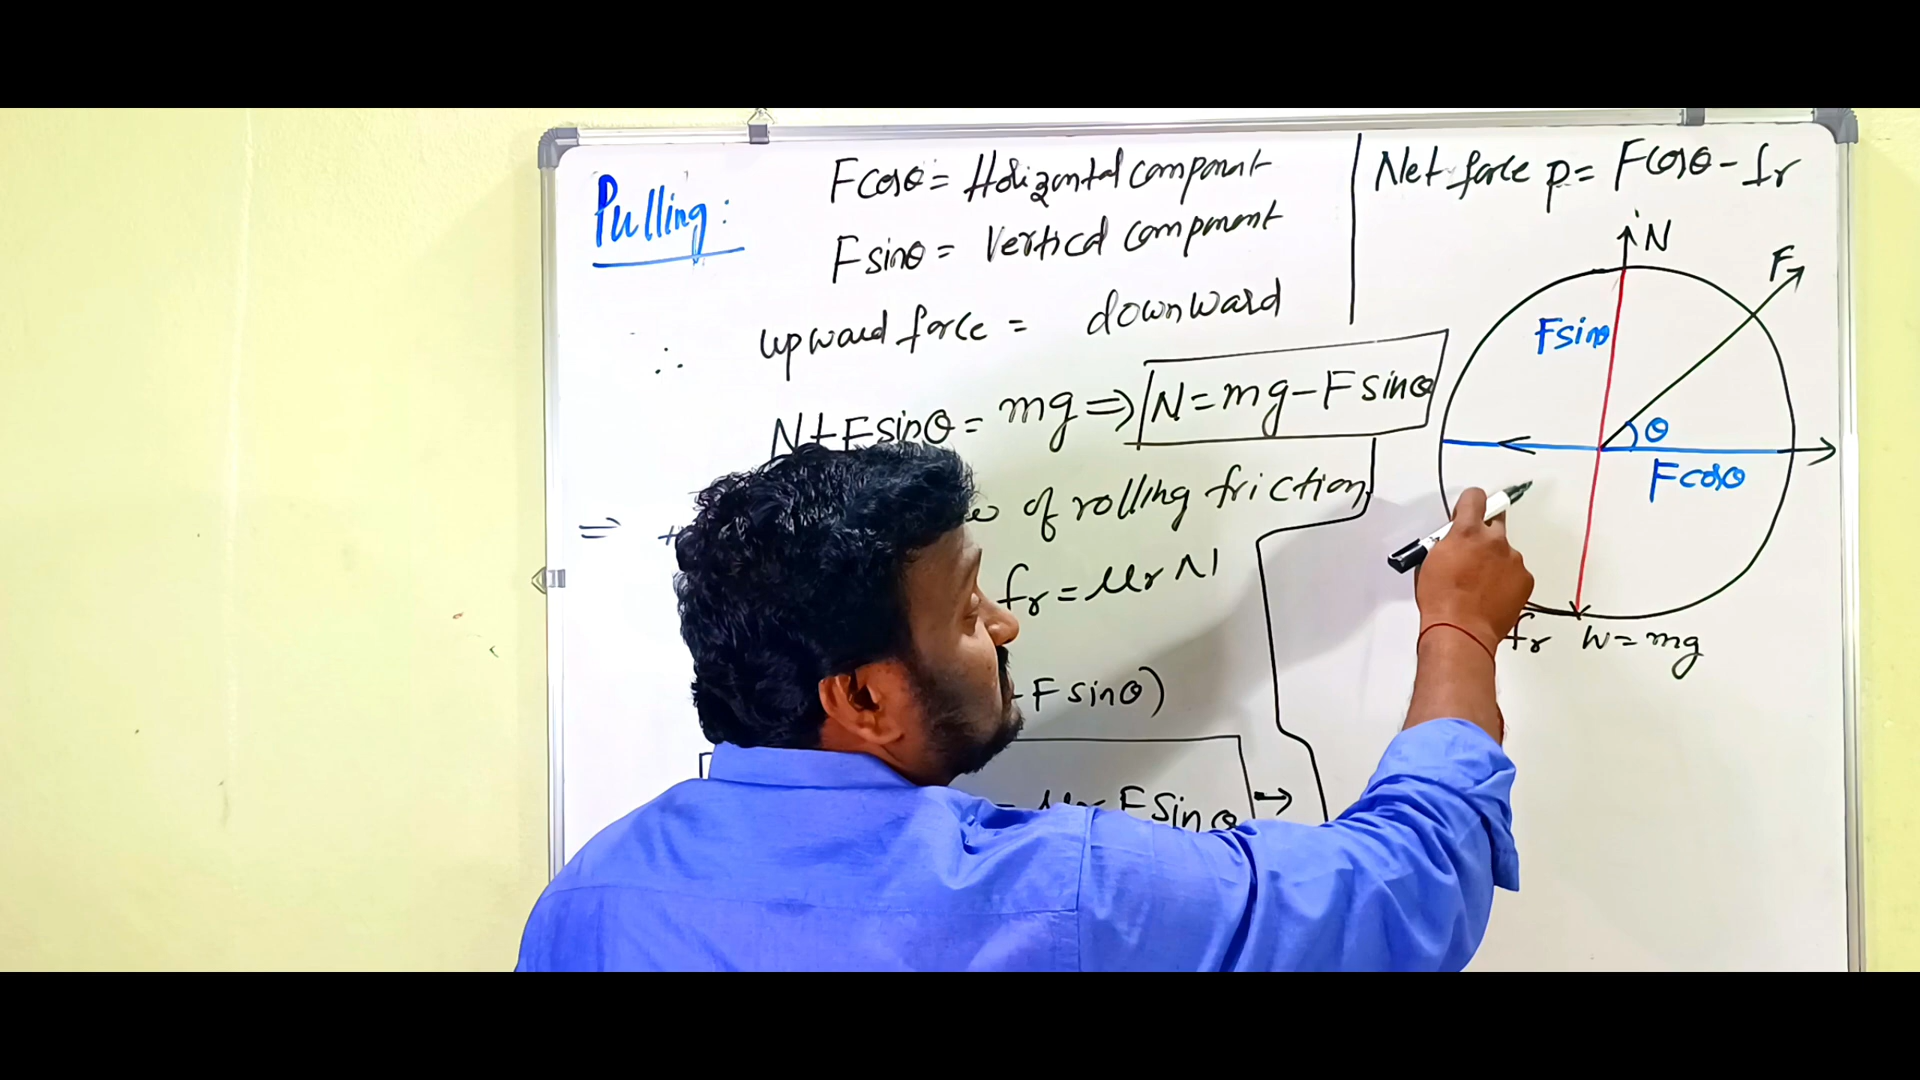 Pulling:
Fcosθ = Horizontal component
Fsinθ = Vertical component
∴ upward force = downward
N+Fsinθ = mg ⇒ N = mg - Fsinθ
⇒ of rolling friction
fr = μr N
- Fsinθ)
= μr Fsinθ →
Net force p = Fcosθ - fr
N
F
Fsinθ
θ
Fcosθ
fr W = mg